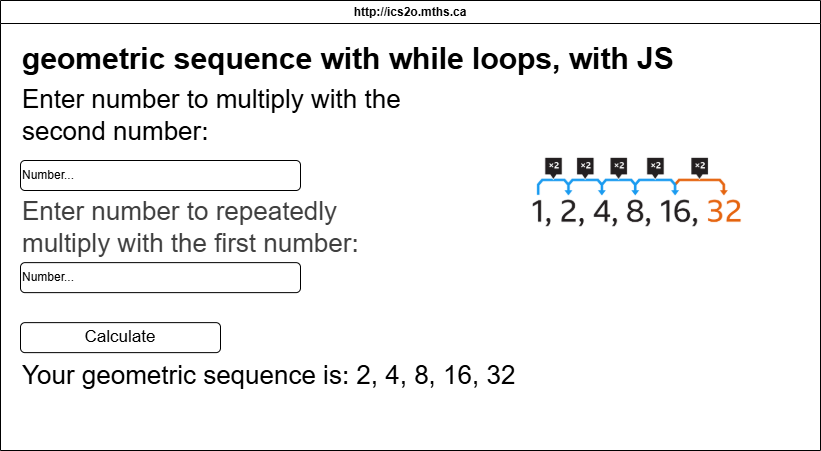 http://ics2o.mths.ca
geometric sequence with while loops, with JS
Enter number to multiply with the
second number:
Number...
Enter number to repeatedly
multiply with the first number:
Number...
×2 ×2 ×2 ×2 ×2
1, 2, 4, 8, 16, 32
Calculate
Your geometric sequence is: 2, 4, 8, 16, 32